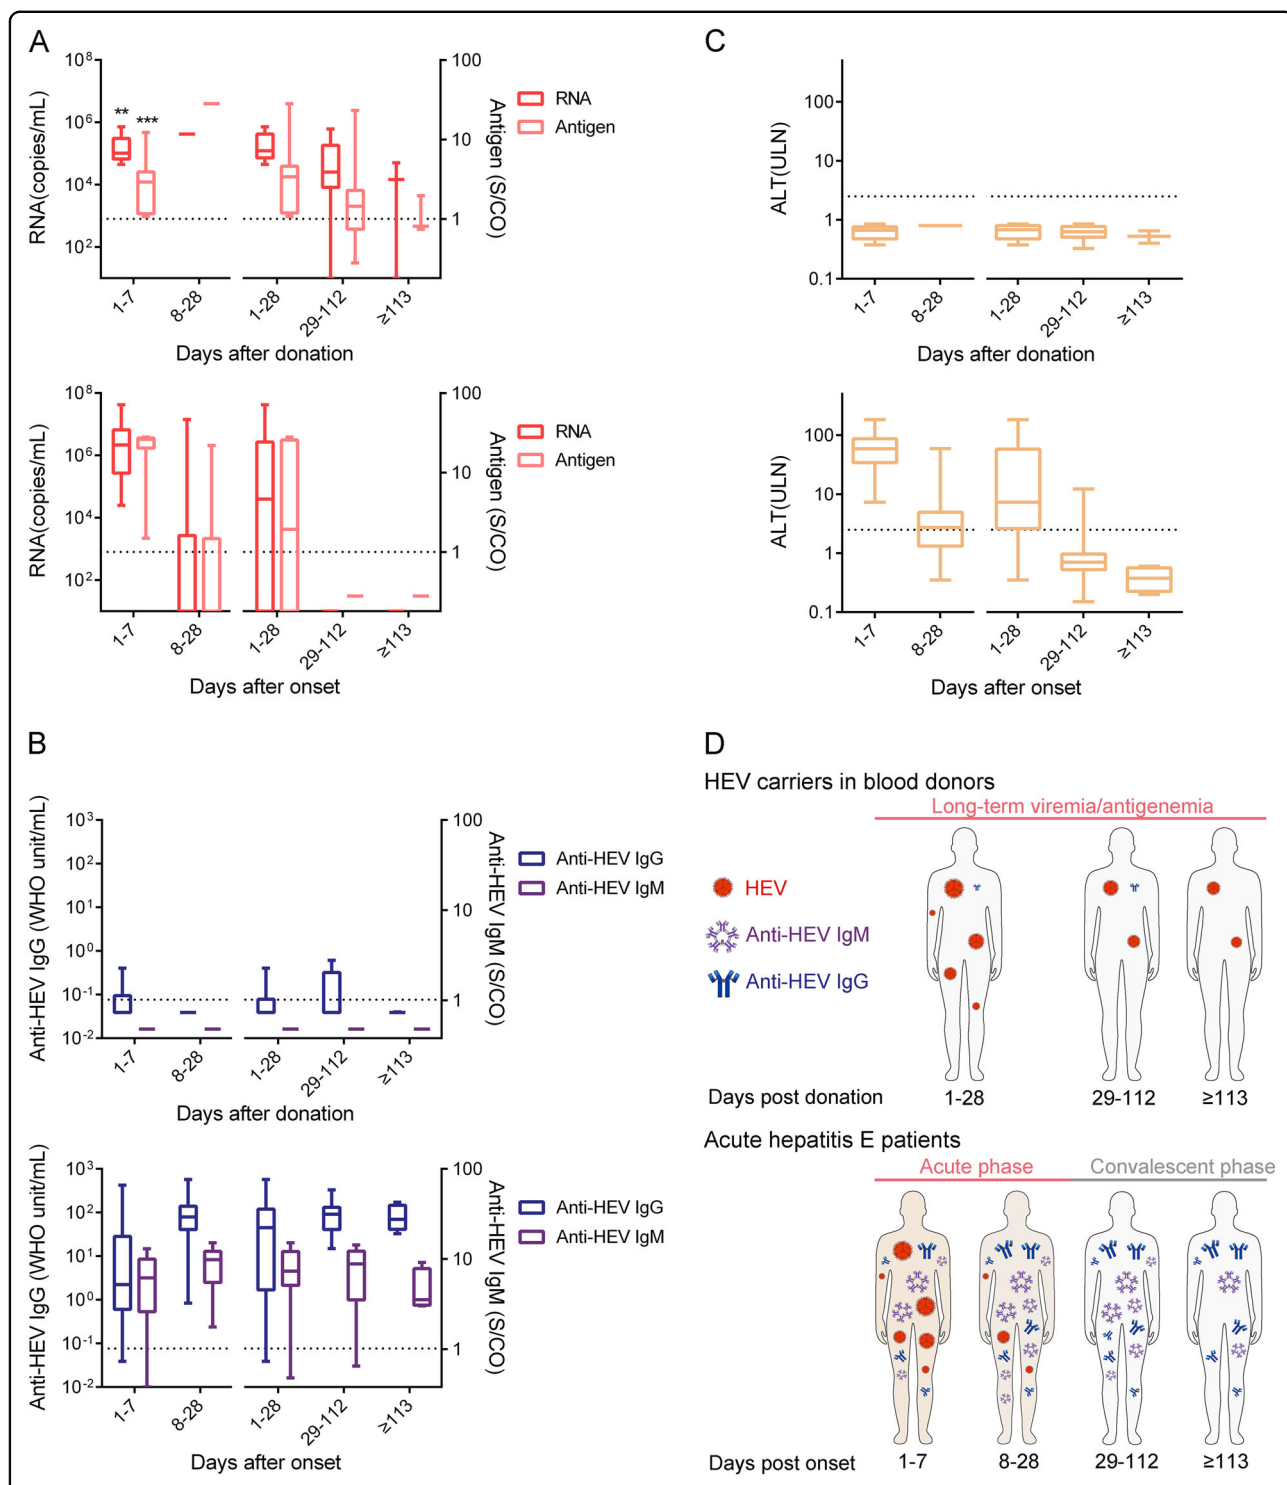 A
RNA(copies/mL)
10⁸
10⁶
10⁴
10²
** ***
100
10
1
Antigen (S/CO)
RNA
Antigen
1-7
8-28
1-28
29-112
≥113
Days after donation
RNA(copies/mL)
10⁸
10⁶
10⁴
10²
100
10
1
Antigen (S/CO)
RNA
Antigen
1-7
8-28
1-28
29-112
≥113
Days after onset
C
ALT(ULN)
100
10
1
0.1
1-7
8-28
1-28
29-112
≥113
Days after donation
ALT(ULN)
100
10
1
0.1
1-7
8-28
1-28
29-112
≥113
Days after onset
B
Anti-HEV IgG (WHO unit/mL)
10³
10²
10¹
10⁰
10⁻¹
10⁻²
100
10
1
Anti-HEV IgM (S/CO)
Anti-HEV IgG
Anti-HEV IgM
1-7
8-28
1-28
29-112
≥113
Days after donation
Anti-HEV IgG (WHO unit/mL)
10³
10²
10¹
10⁰
10⁻¹
10⁻²
100
10
1
Anti-HEV IgM (S/CO)
Anti-HEV IgG
Anti-HEV IgM
1-7
8-28
1-28
29-112
≥113
Days after onset
D
HEV carriers in blood donors
Long-term viremia/antigenemia
HEV
Anti-HEV IgM
Anti-HEV IgG
Days post donation 1-28 29-112 ≥113
Acute hepatitis E patients
Acute phase Convalescent phase
Days post onset 1-7 8-28 29-112 ≥113